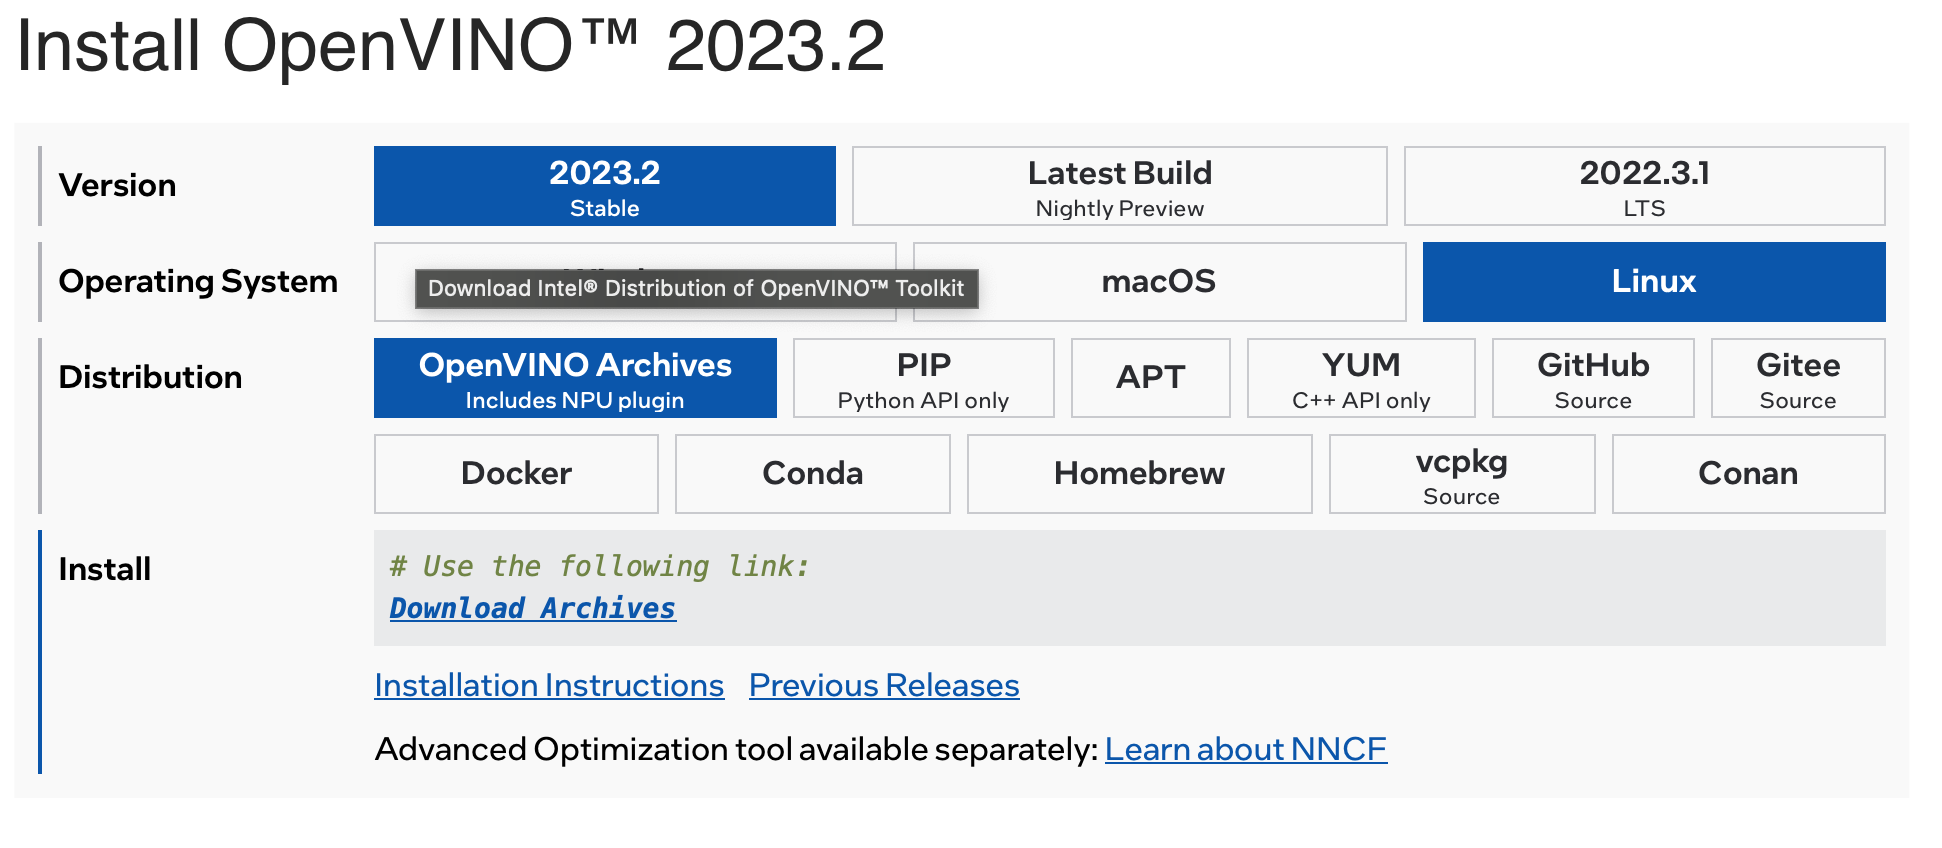 Install OpenVINO™ 2023.2
Version
2023.2
Stable
Latest Build
Nightly Preview
2022.3.1
LTS
Operating System
Download Intel® Distribution of OpenVINO™ Toolkit
macOS
Linux
Distribution
OpenVINO Archives
Includes NPU plugin
PIP
Python API only
APT
YUM
C++ API only
GitHub
Source
Gitee
Source
Docker
Conda
Homebrew
vcpkg
Source
Conan
Install
# Use the following link:
Download Archives
Installation Instructions Previous Releases
Advanced Optimization tool available separately: Learn about NNCF